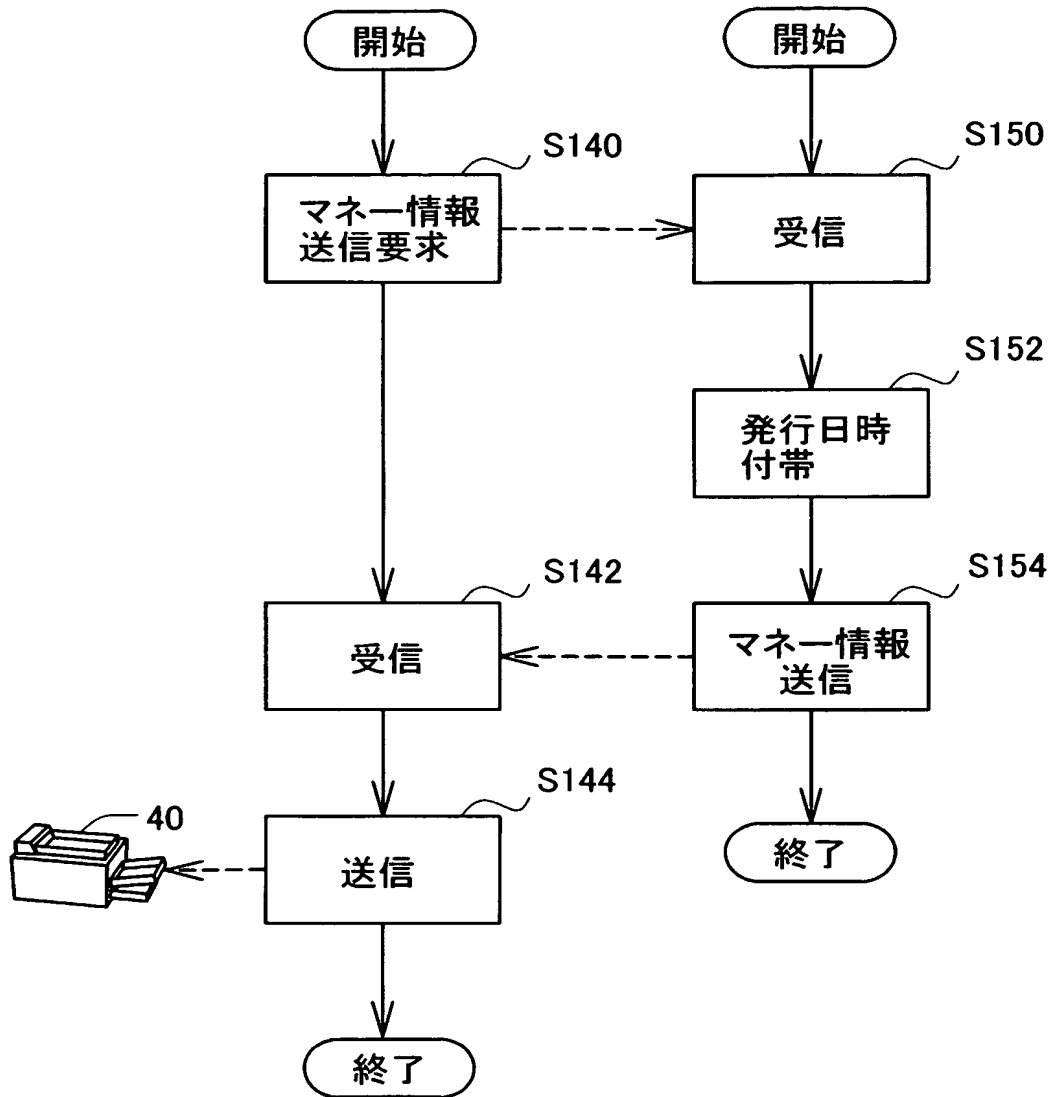 開始
開始
S140
S150
マネー情報
送信要求
受信
S152
発行日時
付帯
S142
S154
受信
マネー情報
送信
S144
40
送信
終了
終了